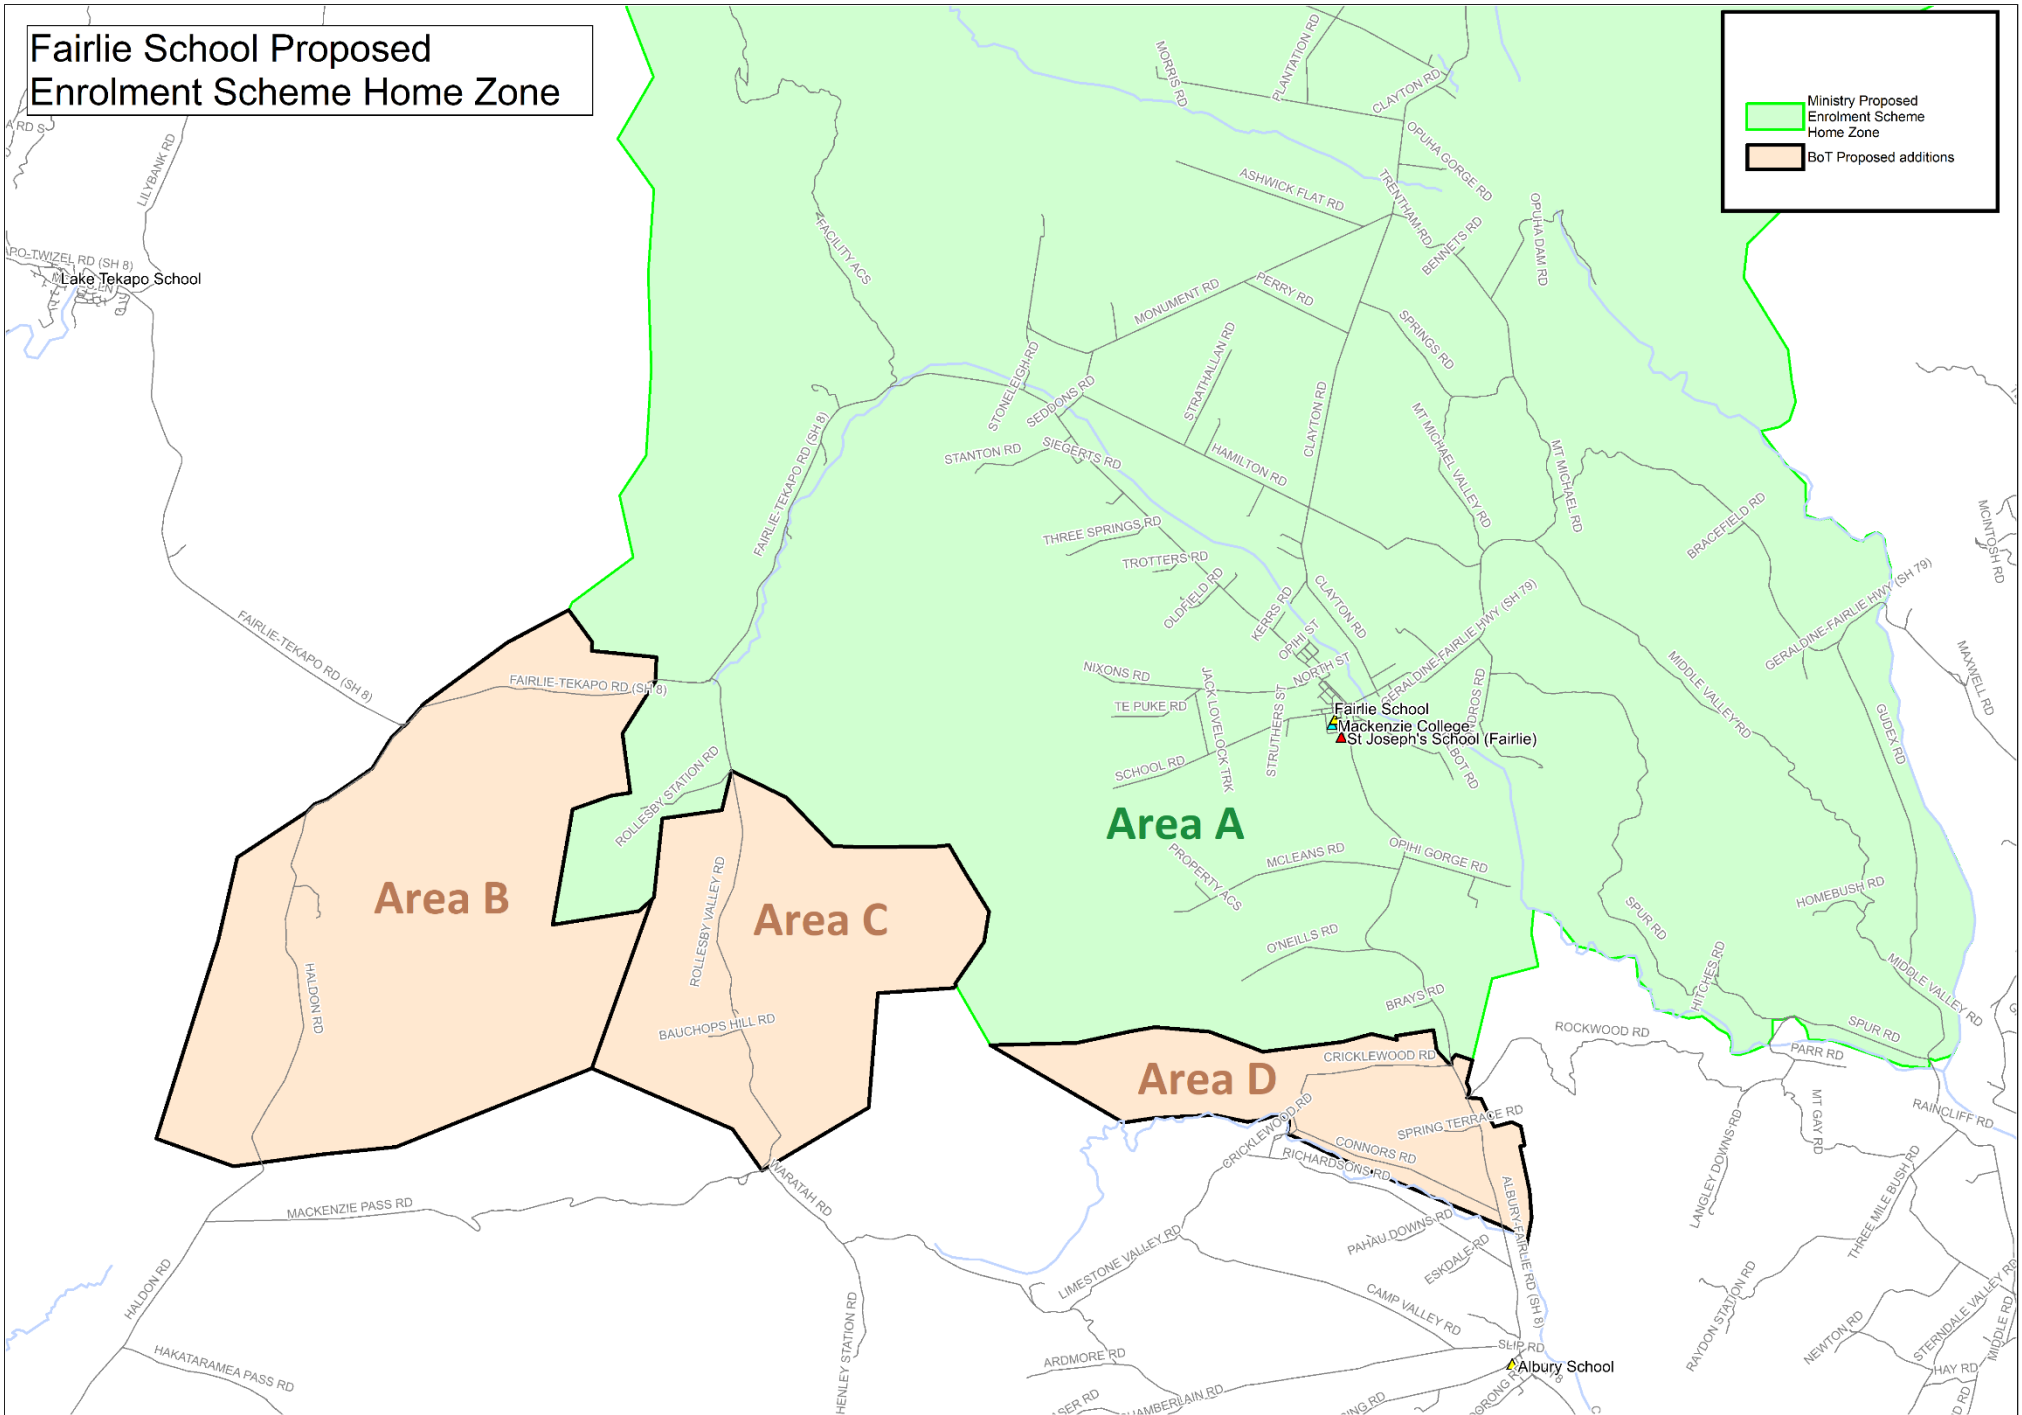 Fairlie School Proposed
Enrolment Scheme Home Zone
Ministry Proposed
Enrolment Scheme
Home Zone
BoT Proposed additions
LILYBANK RD
Lake Tekapo School
FAIRLIE-TEKAPO RD (SH 8)
FAIRLIE-TEKAPO RD (SH 8)
FAIRLIE-TEKAPO RD (SH 8)
FACILITY ACS
MORRIS RD
PLANTATION RD
CLAYTON RD
OPUHA GORGE RD
ASHWICK FLAT RD
TRENTHAM RD
BENNETS RD
OPUHA DAM RD
MONUMENT RD
PERRY RD
SPRINGS RD
STONELEIGH RD
SEDDONS RD
STRATHALLAN RD
CLAYTON RD
STANTON RD
SIEGERTS RD
HAMILTON RD
MT MICHAEL VALLEY RD
MT MICHAEL RD
BRACEFIELD RD
MCINTOSH RD
THREE SPRINGS RD
TROTTERS RD
OLDFIELD RD
KERRS RD
CLAYTON RD
OPIHI ST
GERALDINE-FAIRLIE HWY (SH 79)
GERALDINE-FAIRLIE HWY (SH 79)
NIXONS RD
NORTH ST
TE PUKE RD
JACK LOVELOCK TRK
STRUTHERS ST
SCHOOL RD
Fairlie School
Mackenzie College
St Joseph's School (Fairlie)
MIDDLE VALLEY RD
MAXWELL RD
GUDEX RD
ROLLESBY STATION RD
Area A
PROPERTY ACS
MCLEANS RD
OPIHI GORGE RD
Area B
Area C
ROLLESBY VALLEY RD
HALDON RD
BAUCHOPS HILL RD
O'NEILLS RD
BRAYS RD
SPUR RD
HOMEBUSH RD
HITCHES RD
MIDDLE VALLEY RD
SPUR RD
ROCKWOOD RD
PARR RD
Area D
CRICKLEWOOD RD
CRICKLEWOOD RD
SPRING TERRACE RD
CONNORS RD
RICHARDSONS RD
ALBURY-FAIRLIE RD (SH 8)
MT GAY RD
RAINCLIFF RD
LANGLEY DOWNS RD
THREE MILE BUSH RD
MACKENZIE PASS RD
WARATAH RD
HALDON RD
HAKATARAMEA PASS RD
HENLEY STATION RD
LIMESTONE VALLEY RD
PAHAU DOWNS RD
ESKDALE RD
CAMP VALLEY RD
SLIP RD
ARDMORE RD
Albury School
RAYDON STATION RD
NEWTON RD
STERNDALE VALLEY RD
MIDDLE RD
HAY RD